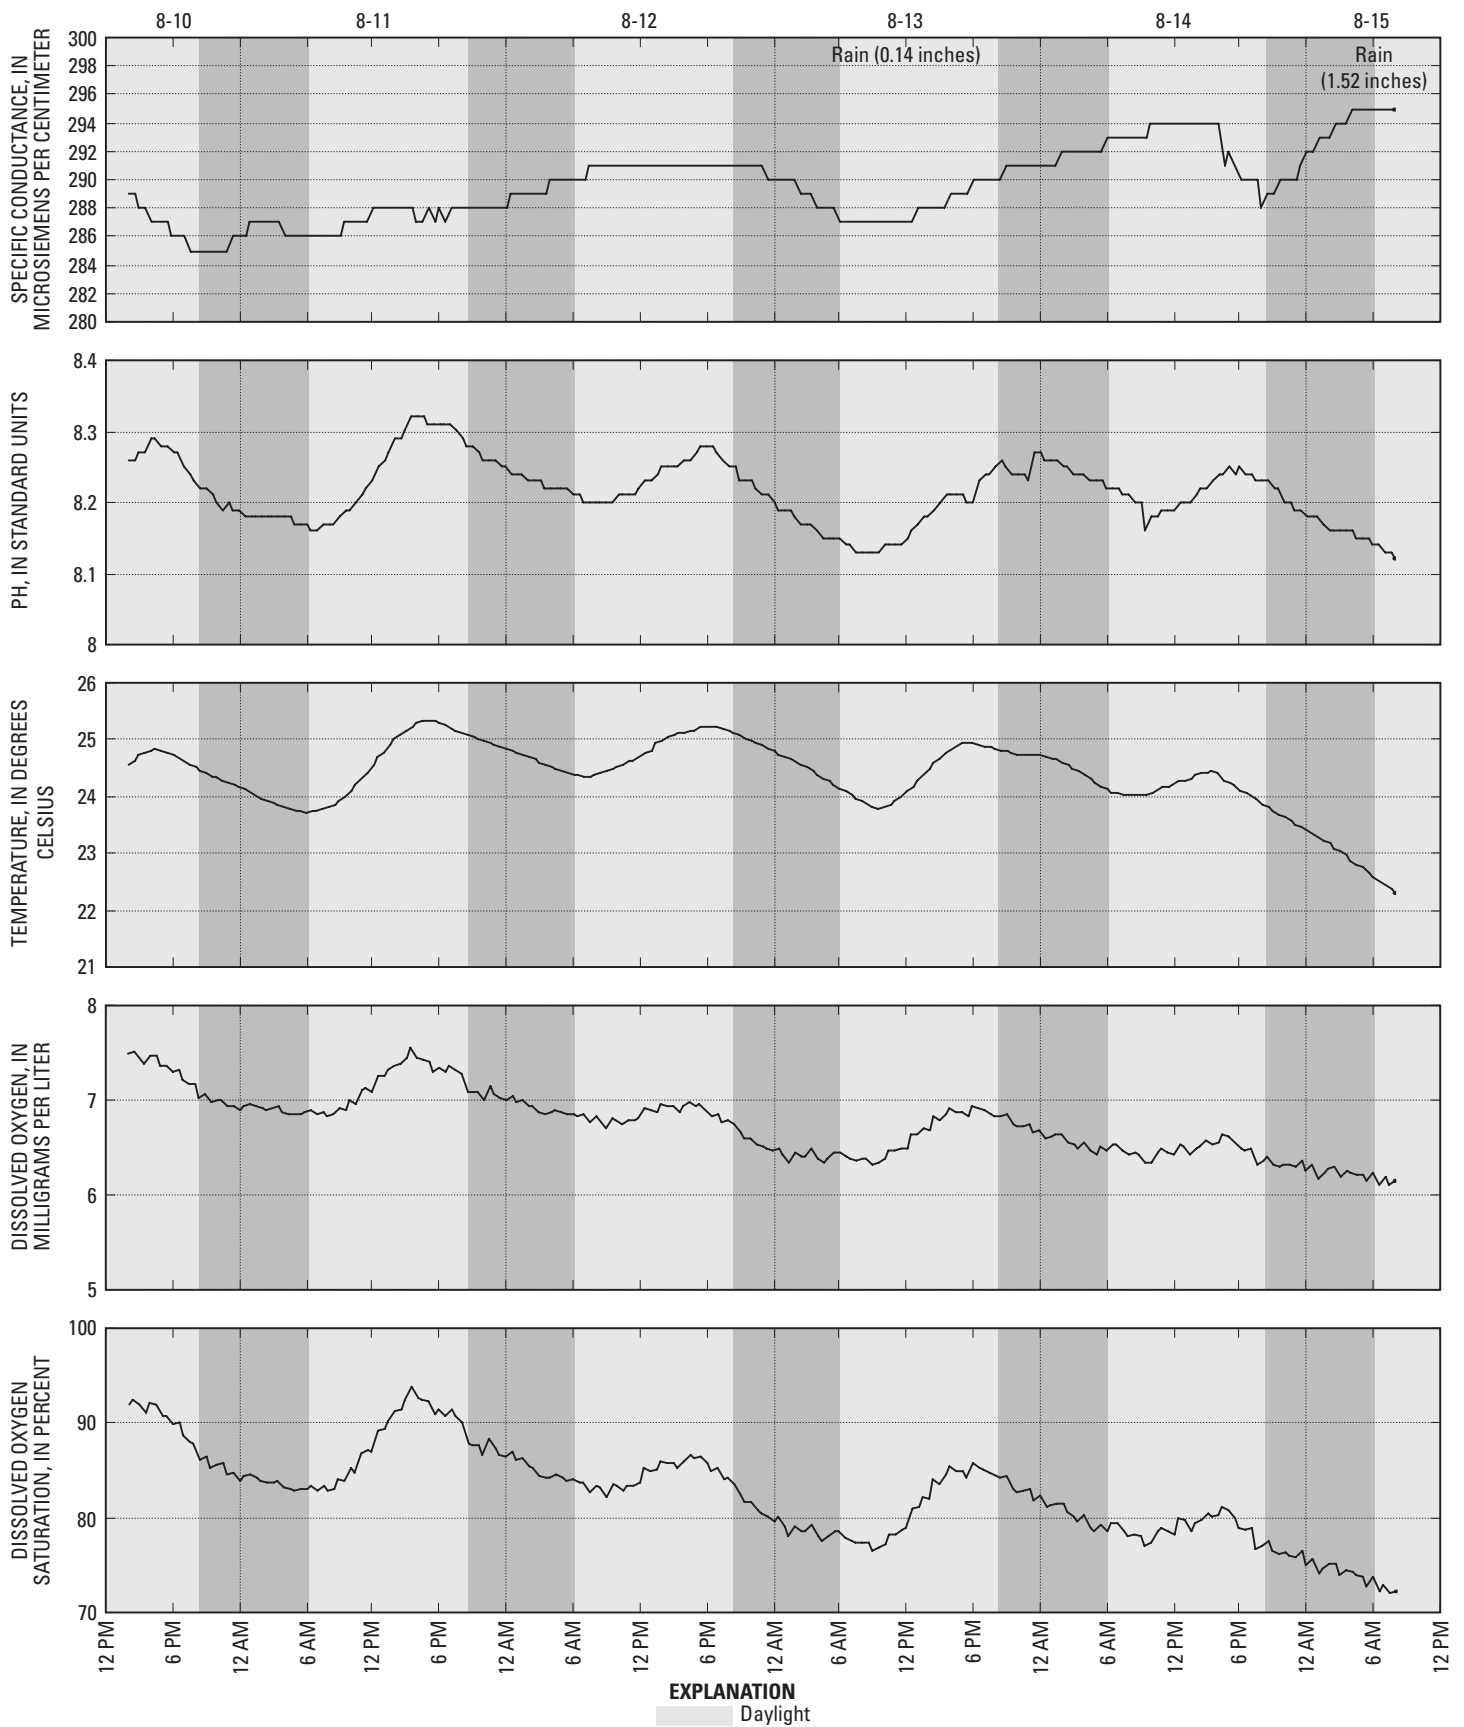 8-10 8-11 8-12 8-13 8-14 8-15
SPECIFIC CONDUCTANCE, IN
MICROSIEMENS PER CENTIMETER
300
298
296
294
292
290
288
286
284
282
280
Rain (0.14 inches)
Rain
(1.52 inches)
PH, IN STANDARD UNITS
8.4
8.3
8.2
8.1
8
TEMPERATURE, IN DEGREES
CELSIUS
26
25
24
23
22
21
DISSOLVED OXYGEN, IN
MILLIGRAMS PER LITER
8
7
6
5
DISSOLVED OXYGEN
SATURATION, IN PERCENT
100
90
80
70
12 PM 6 PM 12 AM 6 AM 12 PM 6 PM 12 AM 6 AM 12 PM 6 PM 12 AM 6 AM 12 PM 6 PM 12 AM 6 AM 12 PM 6 PM 12 AM 6 AM 12 PM
EXPLANATION
Daylight